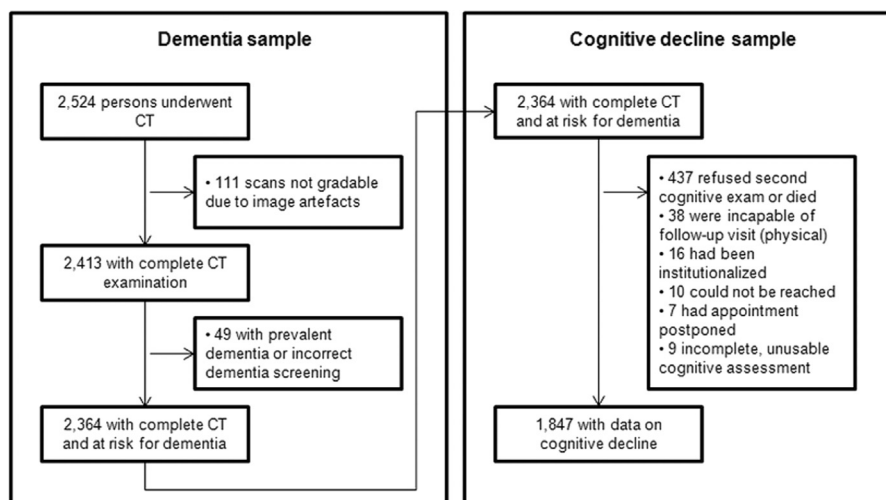 Dementia sample
2,524 persons underwent
CT
• 111 scans not gradable
due to image artefacts
2,413 with complete CT
examination
• 49 with prevalent
dementia or incorrect
dementia screening
2,364 with complete CT
and at risk for dementia
Cognitive decline sample
2,364 with complete CT
and at risk for dementia
• 437 refused second
cognitive exam or died
• 38 were incapable of
follow-up visit (physical)
• 16 had been
institutionalized
• 10 could not be reached
• 7 had appointment
postponed
• 9 incomplete, unusable
cognitive assessment
1,847 with data on
cognitive decline